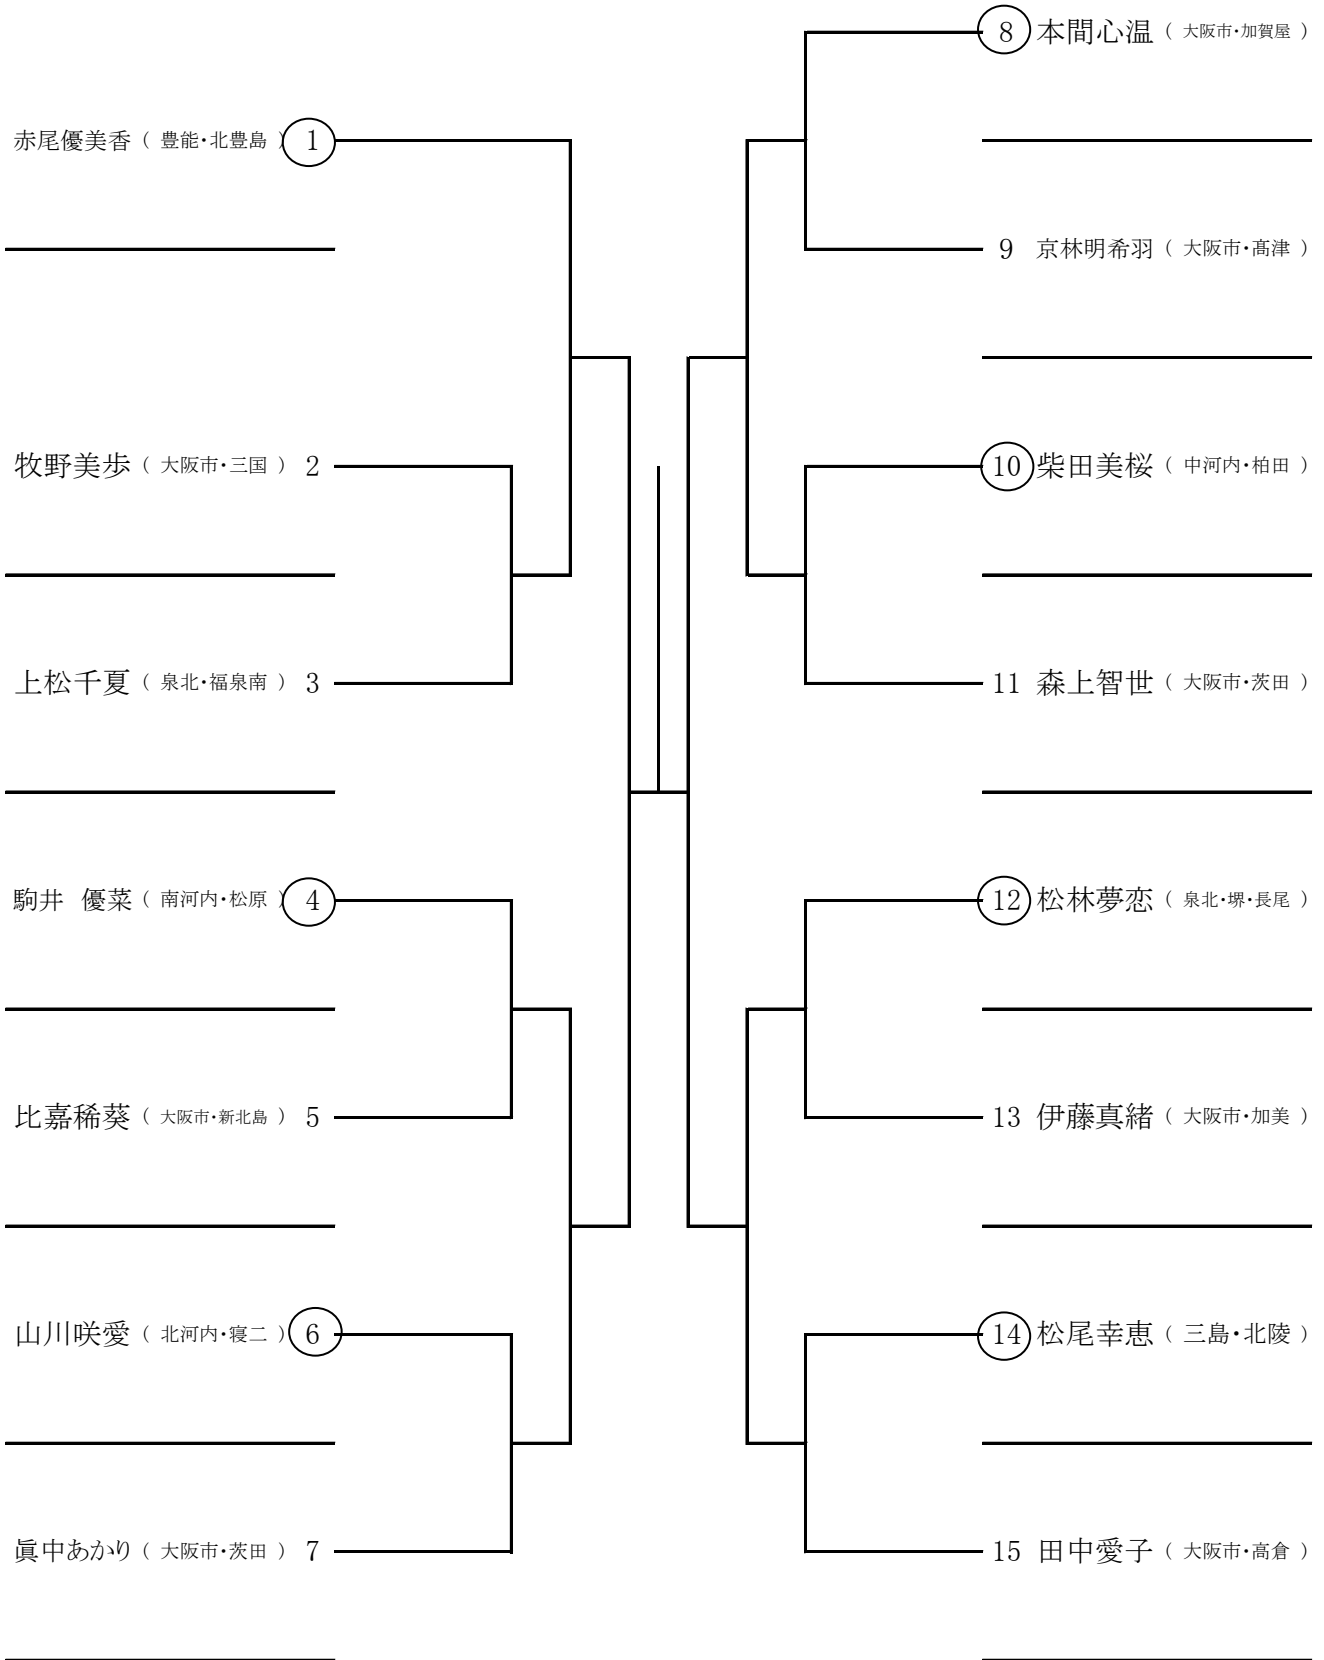 赤尾優美香 ( 豊能・北豊島 ) 1
牧野美歩 ( 大阪市・三国 ) 2
上松千夏 ( 泉北・福泉南 ) 3
駒井 優菜 ( 南河内・松原 ) 4
比嘉稀葵 ( 大阪市・新北島 ) 5
山川咲愛 ( 北河内・寝二 ) 6
眞中あかり ( 大阪市・茨田 ) 7
8 本間心温 ( 大阪市・加賀屋 )
9 京林明希羽 ( 大阪市・髙津 )
10 柴田美桜 ( 中河内・柏田 )
11 森上智世 ( 大阪市・茨田 )
12 松林夢恋 ( 泉北・堺・長尾 )
13 伊藤真緒 ( 大阪市・加美 )
14 松尾幸恵 ( 三島・北陵 )
15 田中愛子 ( 大阪市・高倉 )